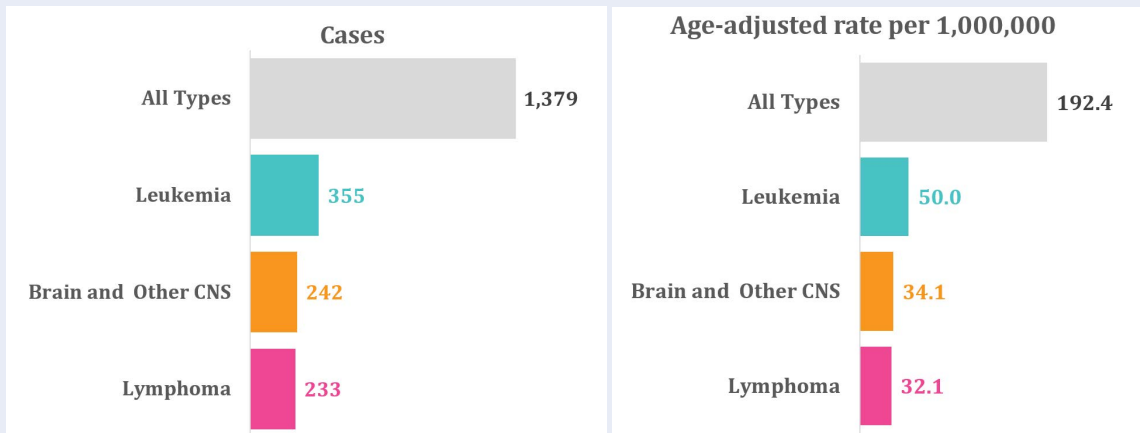 Cases
All Types
1,379
Leukemia
355
Brain and Other CNS
242
Lymphoma
233
Age-adjusted rate per 1,000,000
All Types
192.4
Leukemia
50.0
Brain and Other CNS
34.1
Lymphoma
32.1